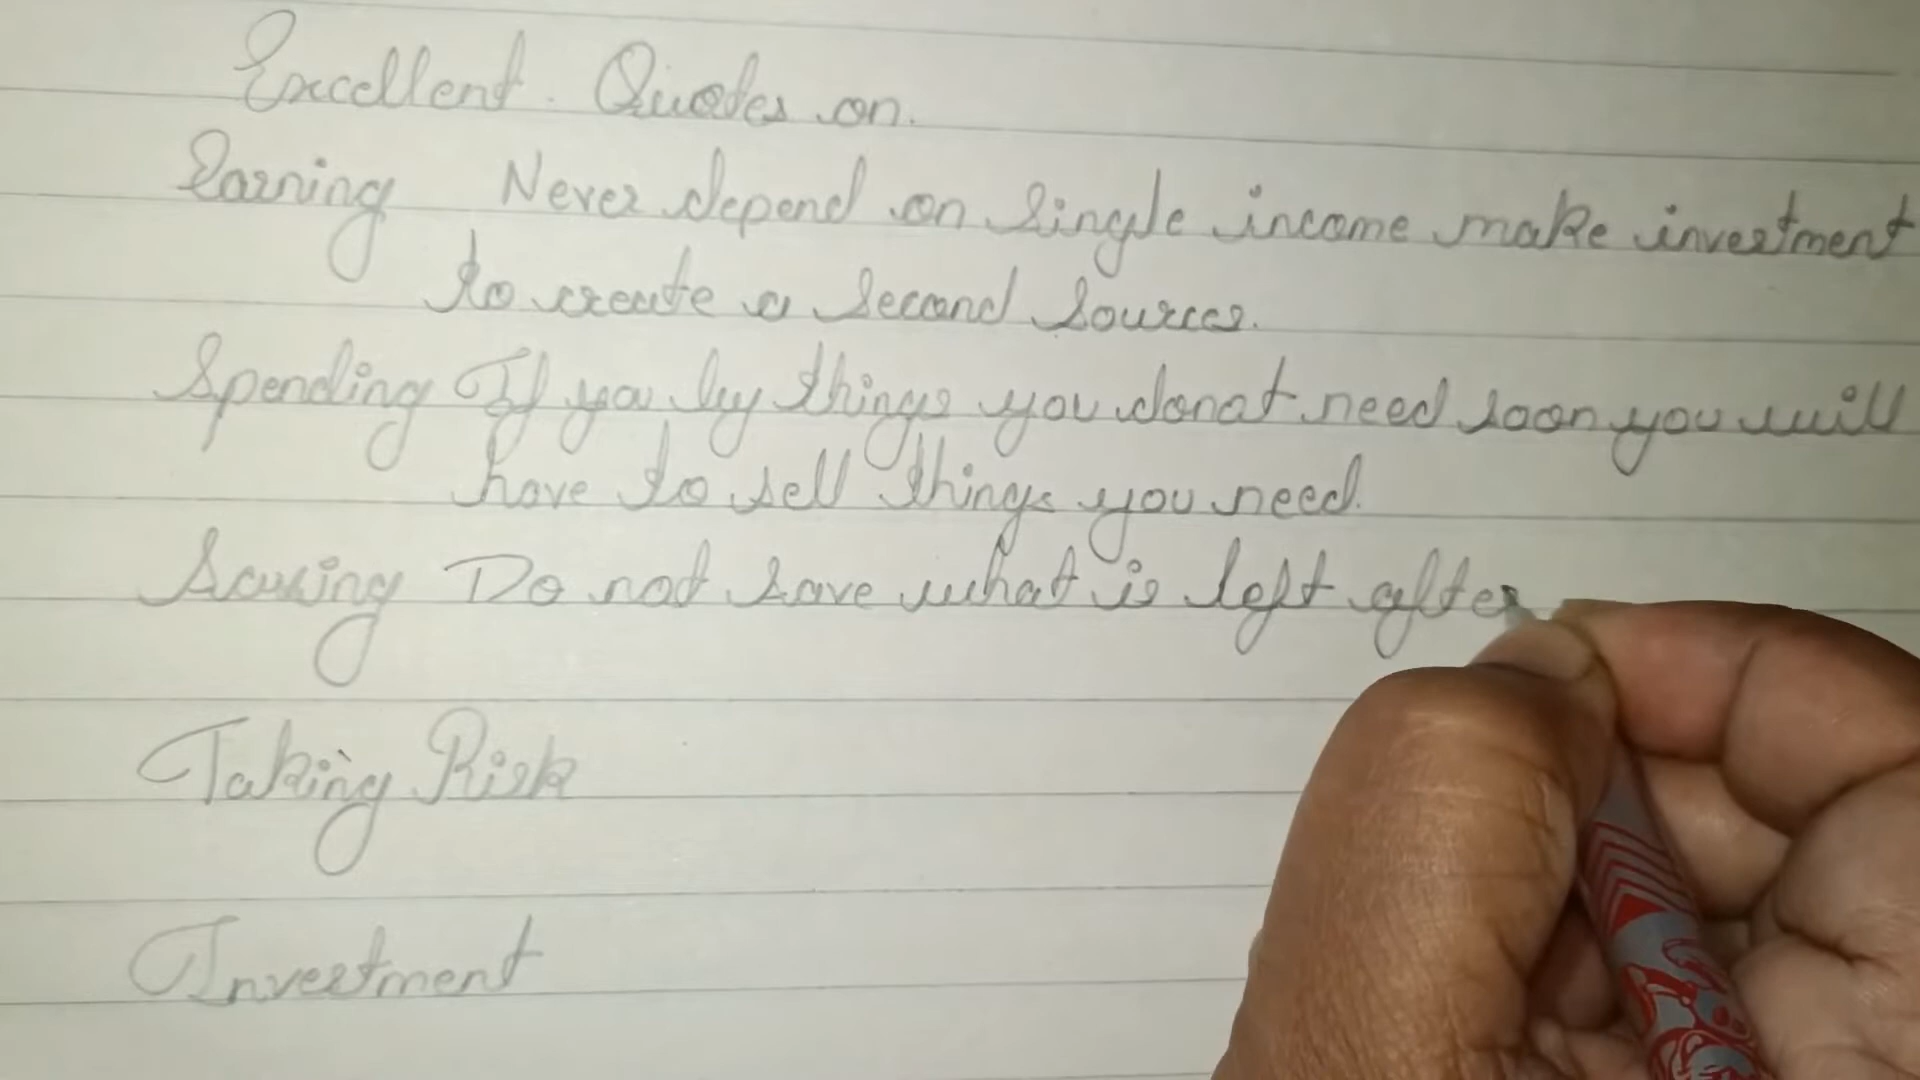 Excellent. Quotes on.
Earning Never depend on single income make investment
to create a second sources.
Spending If you by things you donot need soon you will
have to sell things you need.
Saving Do not save what is left after
Taking Risk
Investment